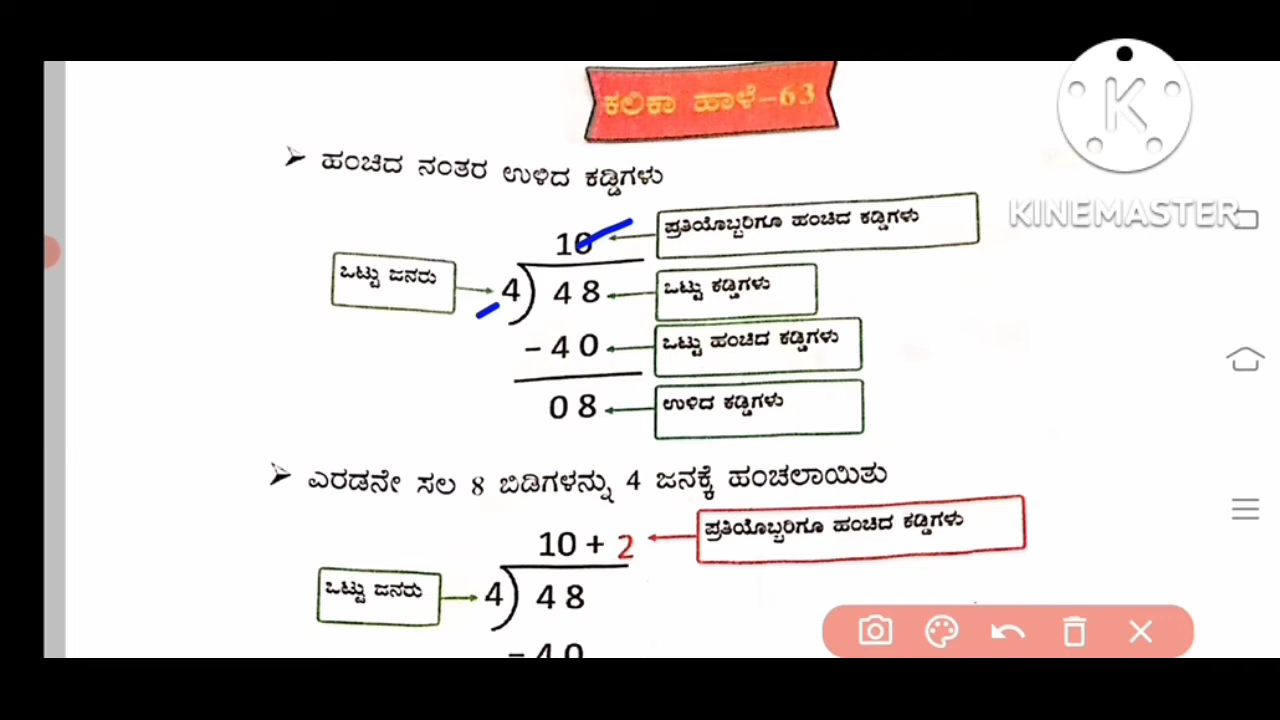 ಕಲಿಕಾ ಹಾಳೆ-63
K
KINEMASTER
➤ ಹಂಚಿದ ನಂತರ ಉಳಿದ ಕಡ್ಡಿಗಳು
10 ಪ್ರತಿಯೊಬ್ಬರಿಗೂ ಹಂಚಿದ ಕಡ್ಡಿಗಳು
ಒಟ್ಟು ಜನರು 4) 48 ಒಟ್ಟು ಕಡ್ಡಿಗಳು
- 40 ಒಟ್ಟು ಹಂಚಿದ ಕಡ್ಡಿಗಳು
08 ಉಳಿದ ಕಡ್ಡಿಗಳು
➤ ಎರಡನೇ ಸಲ 8 ಬಿಡಿಗಳನ್ನು 4 ಜನಕ್ಕೆ ಹಂಚಲಾಯಿತು
10 + 2 ಪ್ರತಿಯೊಬ್ಬರಿಗೂ ಹಂಚಿದ ಕಡ್ಡಿಗಳು
ಒಟ್ಟು ಜನರು 4) 48
- 40